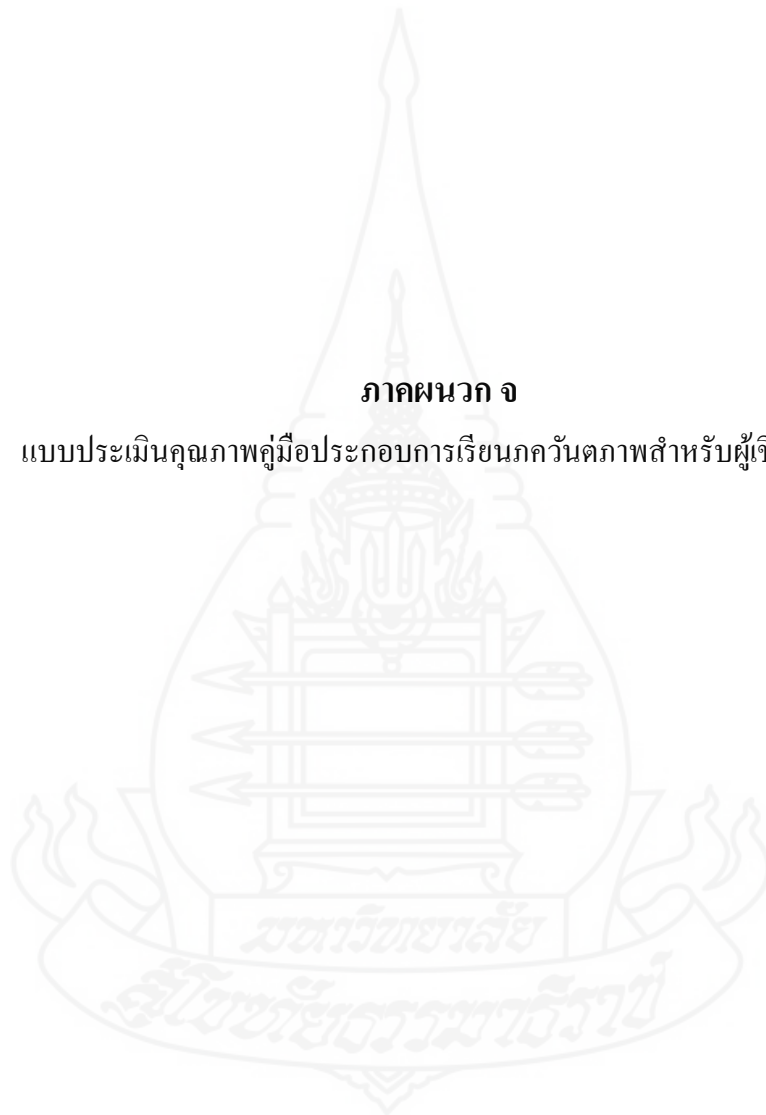 ภาคผนวก จ
แบบประเมินคุณภาพคู่มือประกอบการเรียนภควันตภาพสำหรับผู้เชี
มหาวิทยาลัย
สุโขทัยธรรมาธิราช